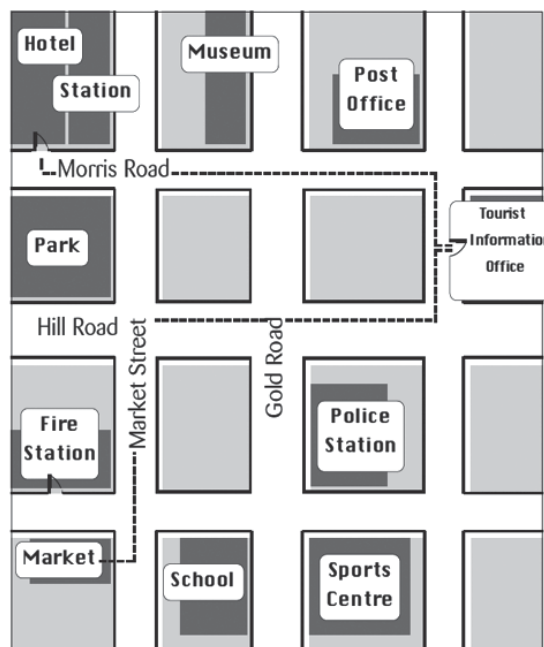 Hotel
Museum
Station
Post
Office
Morris Road
Tourist
Informatio
Office
Park
Hill Road
Market Street
Gold Road
Fire
Station
Police
Station
Market
School
Sports
Centre